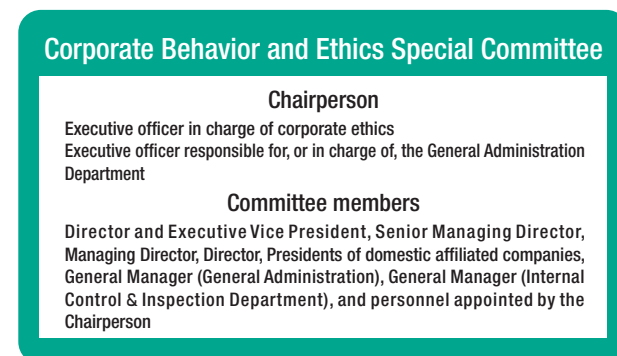 Corporate Behavior and Ethics Special Committee
Chairperson
Executive officer in charge of corporate ethics
Executive officer responsible for, or in charge of, the General Administration
Department
Committee members
Director and Executive Vice President, Senior Managing Director,
Managing Director, Director, Presidents of domestic affiliated companies,
General Manager (General Administration), General Manager (Internal
Control & Inspection Department), and personnel appointed by the
Chairperson